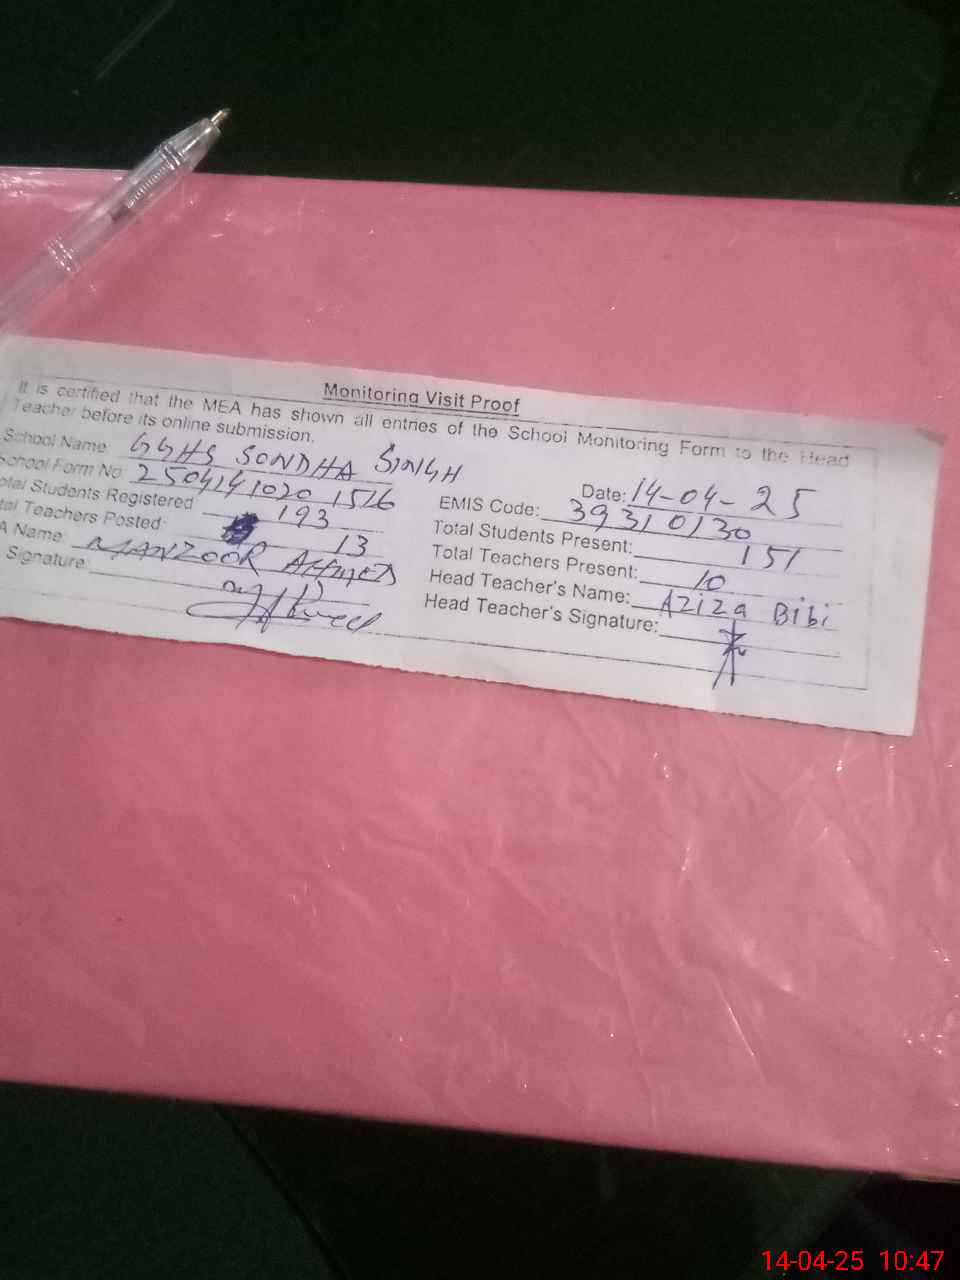 Monitoring Visit Proof
It is certified that the MEA has shown all entries of the School Monitoring Form to the Head
Teacher before its online submission.
School Name GGHS SONDHA SINGH
Date: 14-04-25
School Form No 25041410201516
EMIS Code: 39310130
otal Students Registered 193
Total Students Present: 151
tal Teachers Posted: 13
Total Teachers Present: 10
A Name MANZOOR AHMED
Head Teacher's Name: AZIZa Bibi
Signature:
Head Teacher's Signature:
14-04-25 10:47